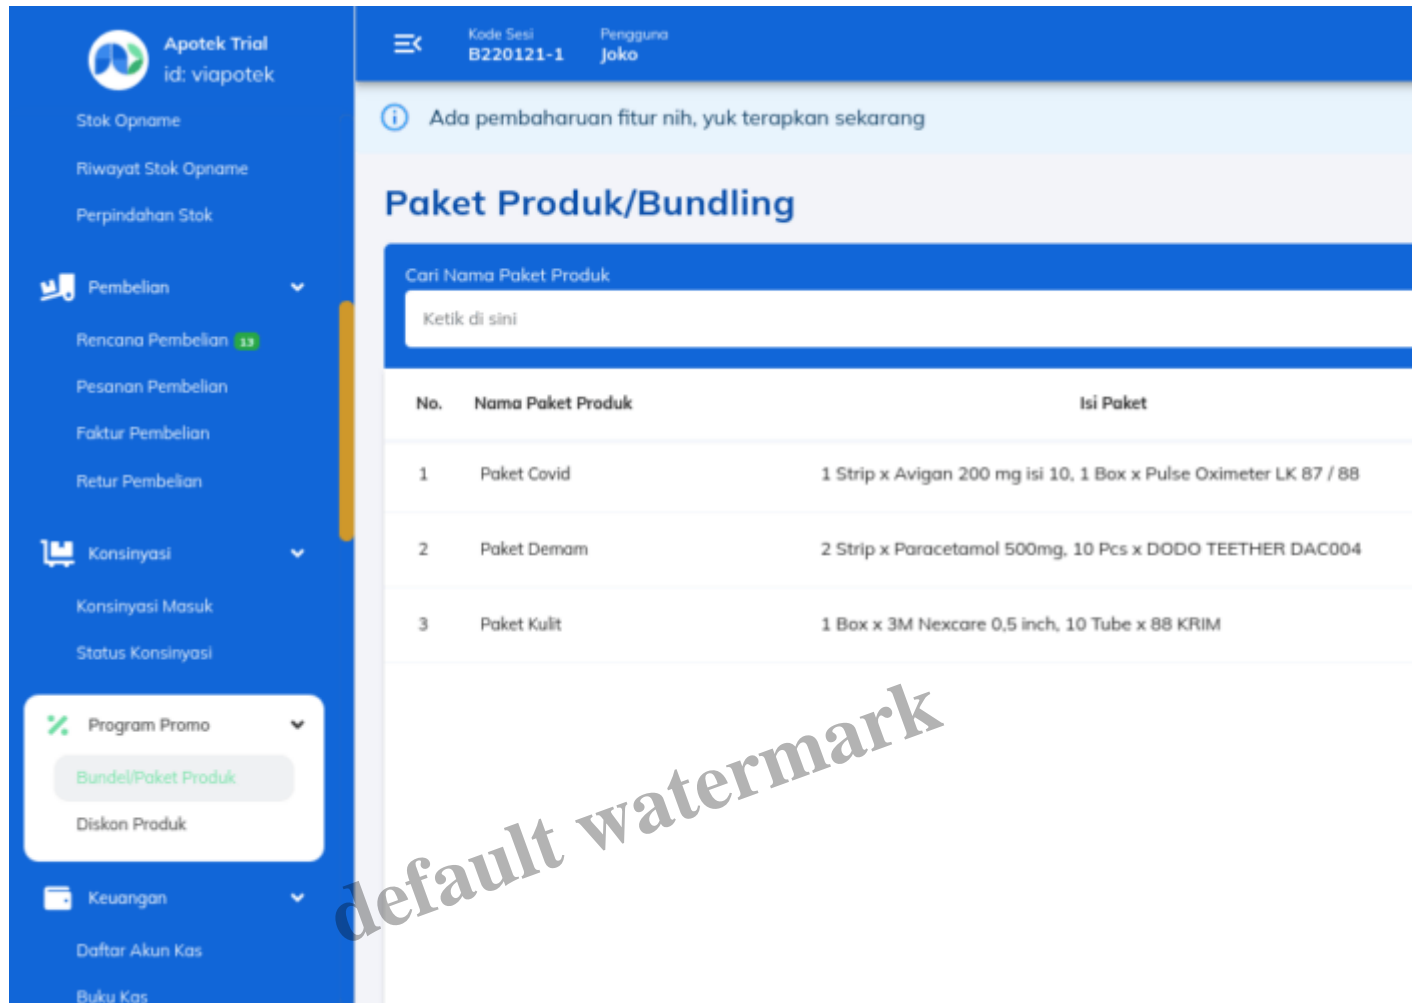 Apotek Trial
id: viapotek
Stok Opname
Riwayat Stok Opname
Perpindahan Stok
Pembelian
Rencana Pembelian 13
Pesanan Pembelian
Faktur Pembelian
Retur Pembelian
Konsinyasi
Konsinyasi Masuk
Status Konsinyasi
Program Promo
Bundel/Paket Produk
Diskon Produk
Keuangan
Daftar Akun Kas
Buku Kas
Kode Sesi Pengguna
B220121-1 Joko
Ada pembaharuan fitur nih, yuk terapkan sekarang
Paket Produk/Bundling
Cari Nama Paket Produk
Ketik di sini
No. Nama Paket Produk Isi Paket
1 Paket Covid 1 Strip x Avigan 200 mg isi 10, 1 Box x Pulse Oximeter LK 87 / 88
2 Paket Demam 2 Strip x Paracetamol 500mg, 10 Pcs x DODO TEETHER DAC004
3 Paket Kulit 1 Box x 3M Nexcare 0,5 inch, 10 Tube x 88 KRIM
default watermark